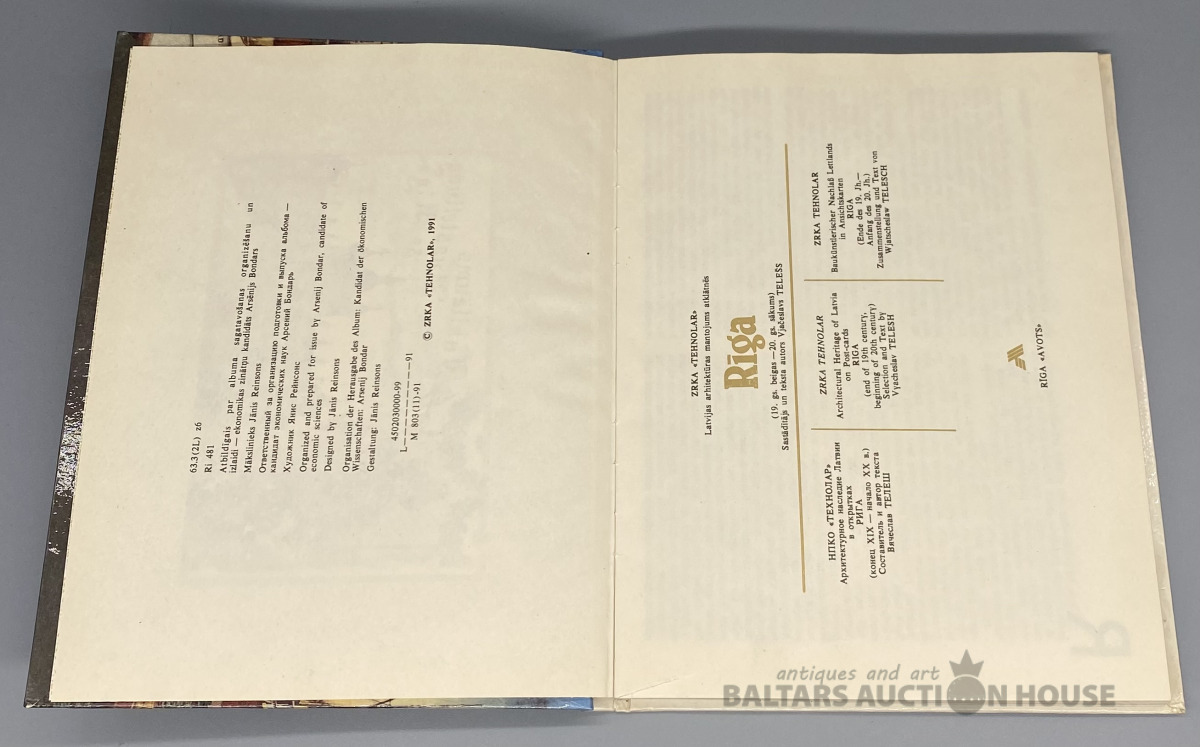 63.3(2L) z6
Ri 481
Atbildīgais par albuma sagatavošanas organizēšanu un
izlaidi — ekonomikas zinātņu kandidāts Arsēnijs Bondars
Mākslinieks Jānis Reinsons
Ответственный за организацию подготовки и выпуска альбома —
кандидат экономических наук Арсений Бондарь
Художник Янис Рейнсонс
Organized and prepared for issue by Arsenij Bondar, candidate of
economic sciences
Designed by Jānis Reinsons
Organisation der Herausgabe des Album: Kandidat der ökonomischen
Wissenschaften: Arsenij Bondar
Gestaltung: Jānis Reinsons
4502030000-99
L — — — — — — — 91
M 803(11)-91
© ZRKA «TEHNOLAR», 1991
ZRKA «TEHNOLAR»
Latvijas arhitektūras mantojums atklātnēs
Rīga
(19. gs. beigas — 20. gs. sākums)
Sastādītājs un teksta autors Vjačeslavs TELEŠS
НПКО «ТЕХНОЛАР»
Архитектурное наследие Латвии
в открытках
РИГА
(конец XIX — начало XX в.)
Составитель и автор текста
Вячеслав ТЕЛЕШ
ZRKA TEHNOLAR
Architectural Heritage of Latvia
on Post-cards
RIGA
(end of 19th century,
beginning of 20th century)
Selection and Text by
Vyacheslav TELESH
ZRKA TEHNOLAR
Baukünstlerischer Nachlaß Lettlands
in Ansichtskarten
RIGA
(Ende des 19. Jh.—
Anfang des 20. Jh.)
Zusammenstellung und Text von
Wjatscheslaw TELESCH
RĪGA «AVOTS»
antiques and art
BALTARS AUCTION HOUSE